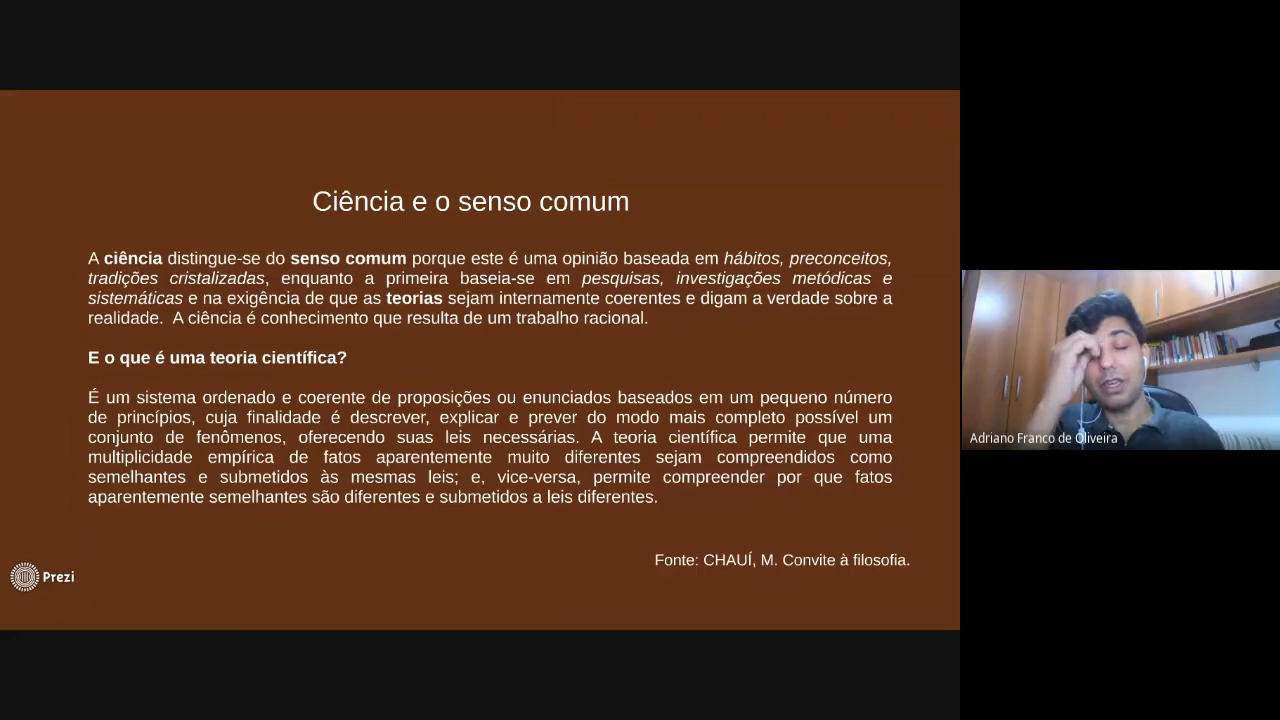 Ciência e o senso comum
A ciência distingue-se do senso comum porque este é uma opinião baseada em hábitos, preconceitos,
tradições cristalizadas, enquanto a primeira baseia-se em pesquisas, investigações metódicas e
sistemáticas e na exigência de que as teorias sejam internamente coerentes e digam a verdade sobre a
realidade.  A ciência é conhecimento que resulta de um trabalho racional.
E o que é uma teoria científica?
É um sistema ordenado e coerente de proposições ou enunciados baseados em um pequeno número
de princípios, cuja finalidade é descrever, explicar e prever do modo mais completo possível um
conjunto de fenômenos, oferecendo suas leis necessárias. A teoria científica permite que uma
multiplicidade empírica de fatos aparentemente muito diferentes sejam compreendidos como
semelhantes e submetidos às mesmas leis; e, vice-versa, permite compreender por que fatos
aparentemente semelhantes são diferentes e submetidos a leis diferentes.
Fonte: CHAUÍ, M. Convite à filosofia.
Prezi
Adriano Franco de Oliveira